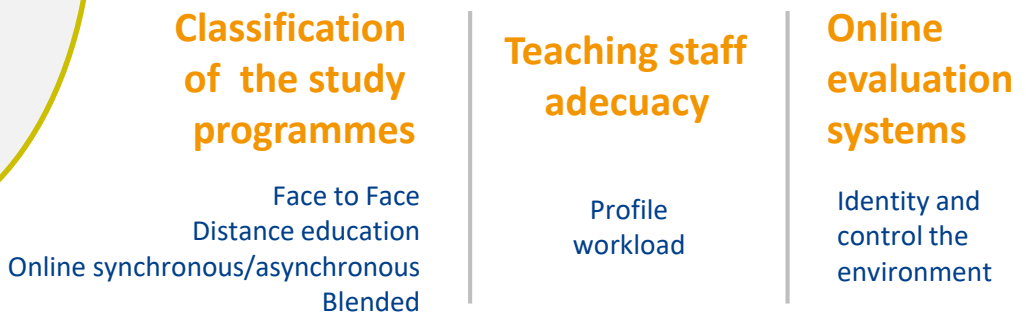 Classification
of the study
programmes
Face to Face
Distance education
Online synchronous/asynchronous
Blended
Teaching staff
adecuacy
Profile
workload
Online
evaluation
systems
Identity and
control the
environment